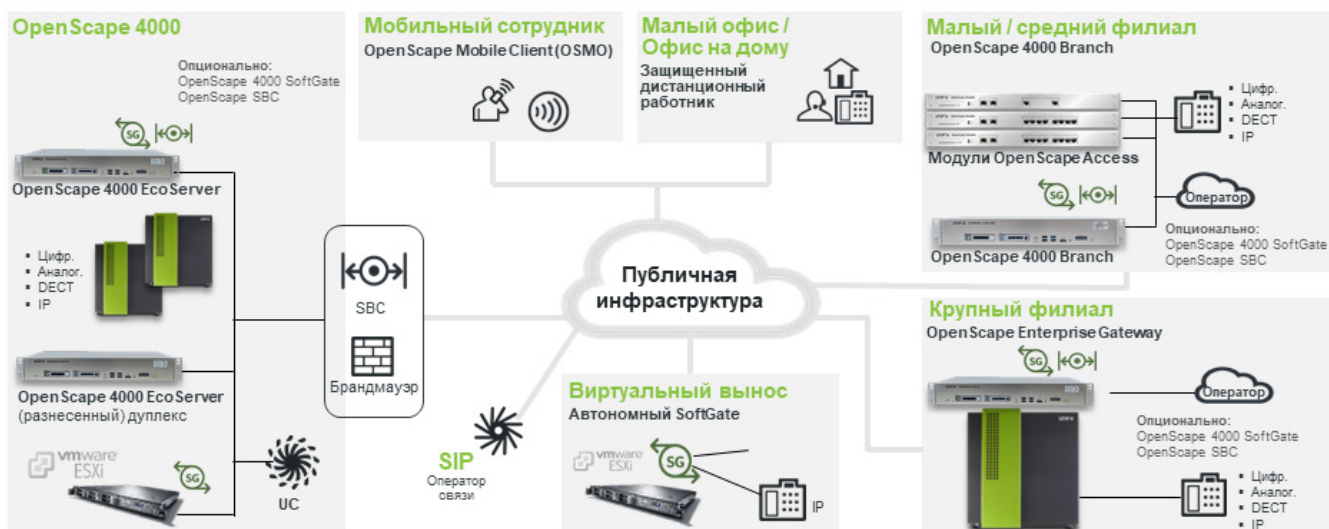 OpenScape 4000
Опционально:
OpenScape 4000 SoftGate
OpenScape SBC
SG
OpenScape 4000 EcoServer
Цифр.
Аналог.
DECT
IP
OpenScape 4000 EcoServer
(разнесенный) дуплекс
vmware
ESXi
SG
UC
SBC
Брандмауэр
Мобильный сотрудник
OpenScape Mobile Client (OSMO)
Малый офис /
Офис на дому
Защищенный
дистанционный
работник
Публичная
инфраструктура
SIP
Оператор
связи
Виртуальный вынос
Автономный SoftGate
vmware
ESXi
SG
IP
Малый / средний филиал
OpenScape 4000 Branch
Цифр.
Аналог.
DECT
IP
Модули OpenScape Access
SG
Оператор
OpenScape 4000 Branch
Опционально:
OpenScape 4000 SoftGate
OpenScape SBC
Крупный филиал
OpenScape Enterprise Gateway
SG
Оператор
Опционально:
OpenScape 4000 SoftGate
OpenScape SBC
Цифр.
Аналог.
DECT
IP